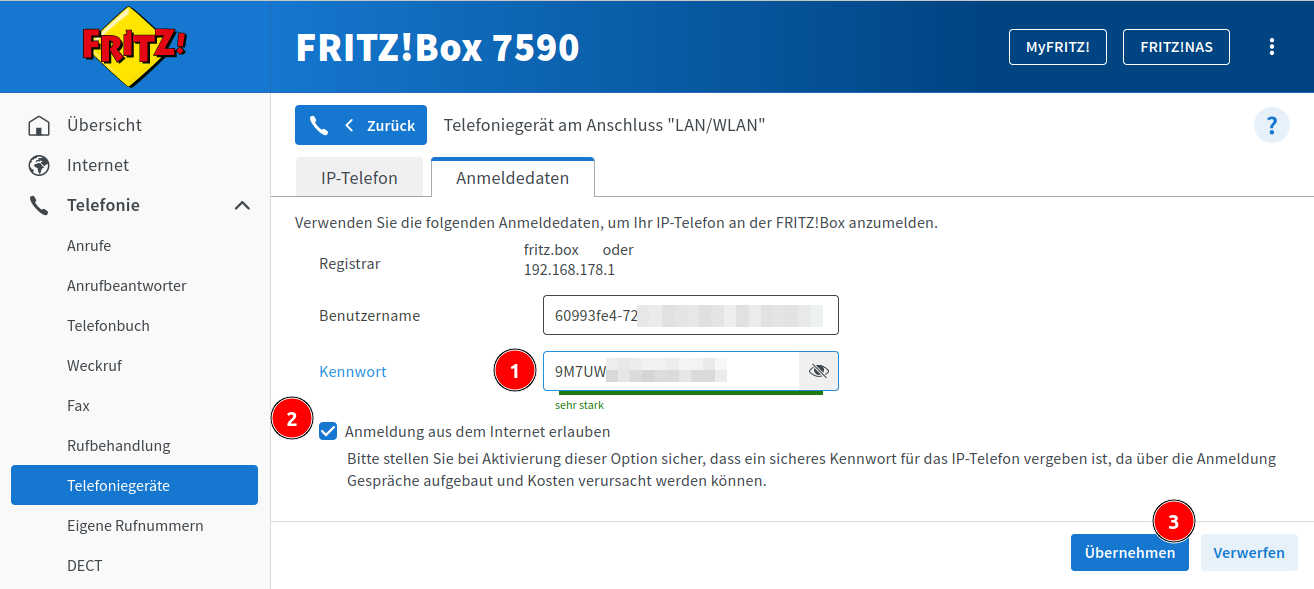 FRITZ!
FRITZ!Box 7590
MyFRITZ!
FRITZ!NAS
Übersicht
Internet
Telefonie
Anrufe
Anrufbeantworter
Telefonbuch
Weckruf
Fax
Rufbehandlung
Telefoniegeräte
Eigene Rufnummern
DECT
Zurück
Telefoniegerät am Anschluss "LAN/WLAN"
?
IP-Telefon
Anmeldedaten
Verwenden Sie die folgenden Anmeldedaten, um Ihr IP-Telefon an der FRITZ!Box anzumelden.
Registrar
fritz.box oder
192.168.178.1
Benutzername
60993fe4-72
Kennwort
1
9M7UW
sehr stark
2
Anmeldung aus dem Internet erlauben
Bitte stellen Sie bei Aktivierung dieser Option sicher, dass ein sicheres Kennwort für das IP-Telefon vergeben ist, da über die Anmeldung
Gespräche aufgebaut und Kosten verursacht werden können.
3
Übernehmen
Verwerfen